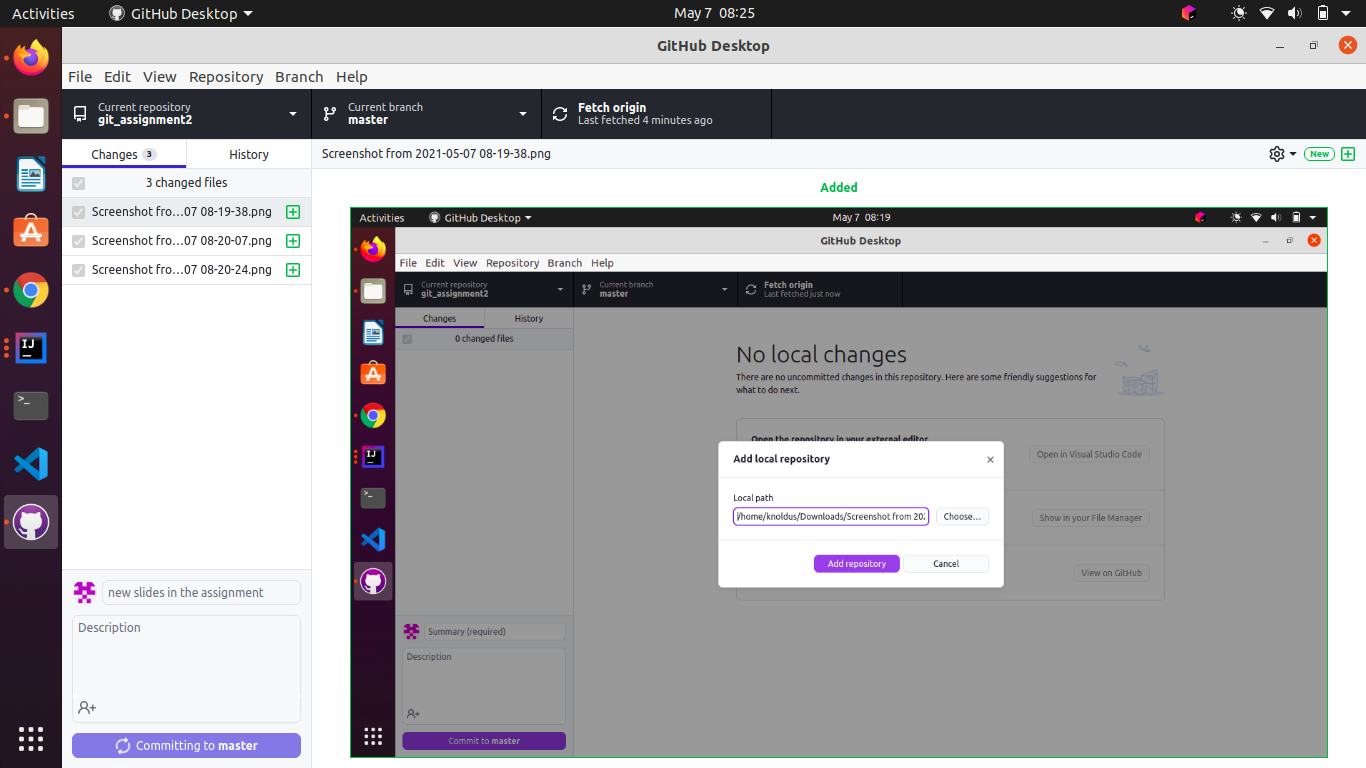 Activities GitHub Desktop May 7 08:25
GitHub Desktop
File Edit View Repository Branch Help
Current repository
git_assignment2
Current branch
master
Fetch origin
Last fetched 4 minutes ago
Changes 3 History
3 changed files
Screenshot fro…07 08-19-38.png
Screenshot fro…07 08-20-07.png
Screenshot fro…07 08-20-24.png
new slides in the assignment
Description
Committing to master
Screenshot from 2021-05-07 08-19-38.png New
Added
Activities GitHub Desktop May 7 08:19
GitHub Desktop
File Edit View Repository Branch Help
Current repository
git_assignment2
Current branch
master
Fetch origin
Last fetched just now
Changes History
0 changed files
No local changes
There are no uncommitted changes in this repository. Here are some friendly suggestions for
what to do next.
Open the repository in your external editor
Open in Visual Studio Code
Show in your File Manager
View on GitHub
Add local repository
Local path
/home/knoldus/Downloads/Screenshot from 202
Choose...
Add repository Cancel
Summary (required)
Description
Commit to master
IJ
IJ